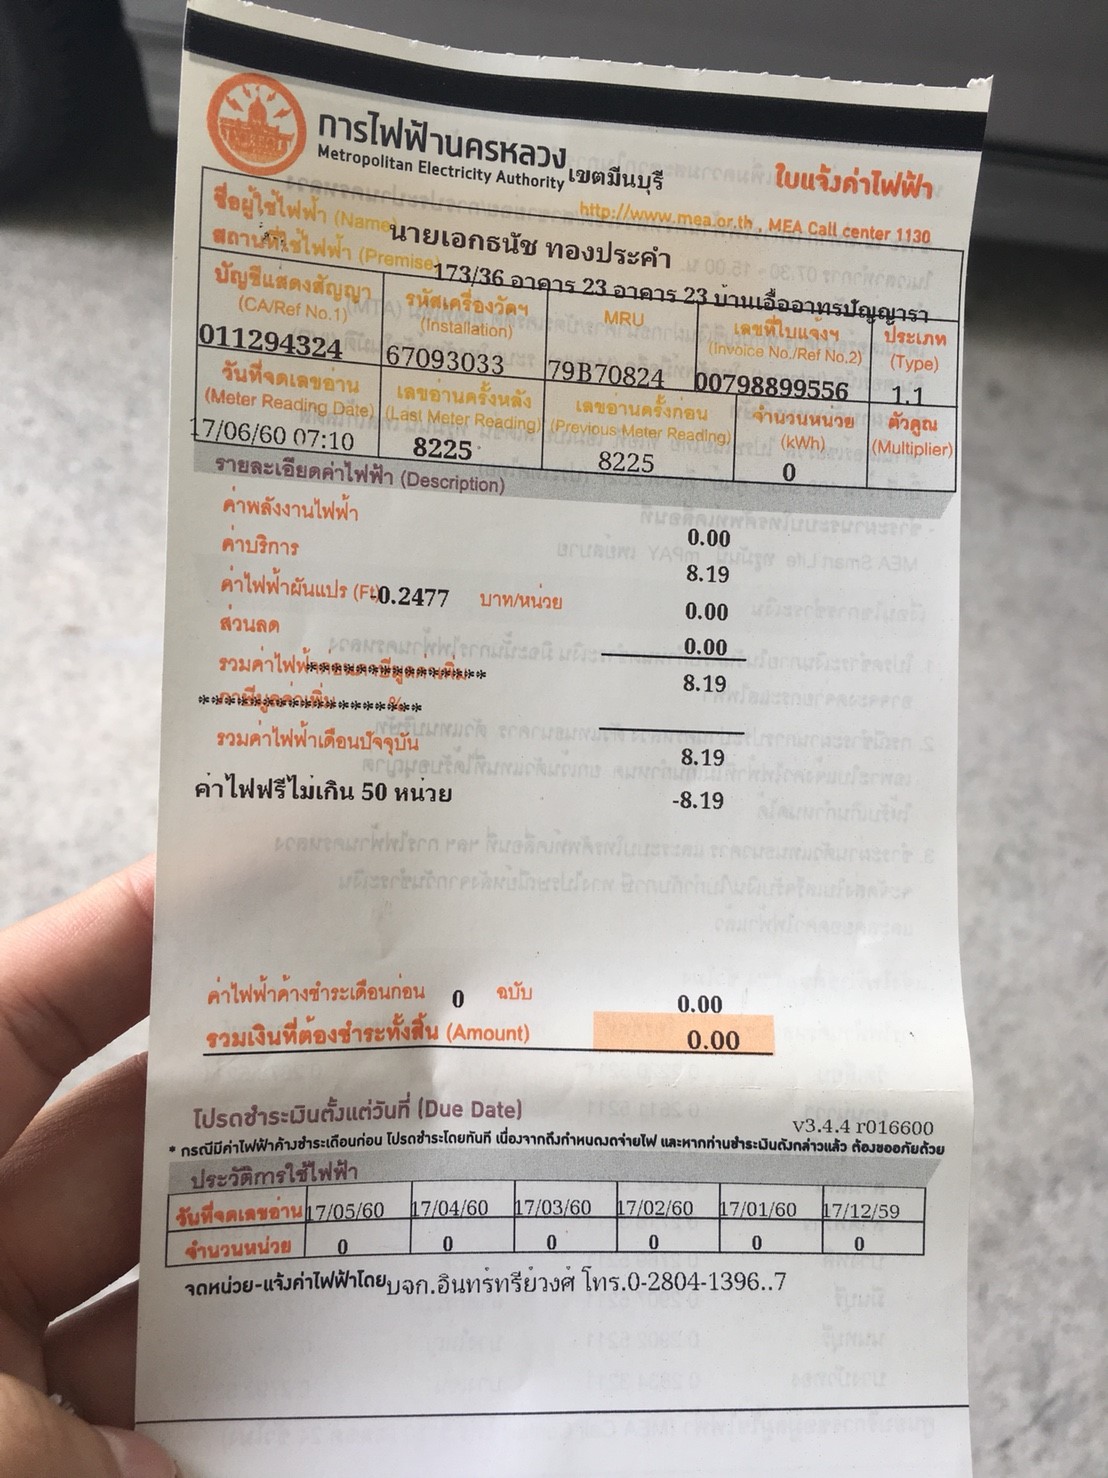 การไฟฟ้านครหลวง
Metropolitan Electricity Authority เขตมีนบุรี
ใบแจ้งค่าไฟฟ้า
http://www.mea.or.th , MEA Call center 1130
ชื่อผู้ใช้ไฟฟ้า (Name) นายเอกธนัช ทองประคำ
สถานที่ใช้ไฟฟ้า (Premise) 173/36 อาคาร 23 อาคาร 23 บ้านเอื้ออาทรปัญญารา
บัญชีแสดงสัญญา รหัสเครื่องวัดฯ MRU เลขที่ใบแจ้งฯ ประเภท
(CA/Ref No.1) (Installation) (Invoice No./Ref No.2) (Type)
011294324 67093033 79B70824 00798899556 1.1
วันที่จดเลขอ่าน เลขอ่านครั้งหลัง เลขอ่านครั้งก่อน จำนวนหน่วย ตัวคูณ
(Meter Reading Date) (Last Meter Reading) (Previous Meter Reading) (kWh) (Multiplier)
17/06/60 07:10 8225 8225 0
รายละเอียดค่าไฟฟ้า (Description)
ค่าพลังงานไฟฟ้า 0.00
ค่าบริการ 8.19
ค่าไฟฟ้าผันแปร (Ft) -0.2477 บาท/หน่วย 0.00
ส่วนลด 0.00
รวมค่าไฟฟ้าก่อนภาษีมูลค่าเพิ่ม ****************** 8.19
ภาษีมูลค่าเพิ่ม % **********************
รวมค่าไฟฟ้าเดือนปัจจุบัน 8.19
ค่าไฟฟรีไม่เกิน 50 หน่วย -8.19
ค่าไฟฟ้าค้างชำระเดือนก่อน 0 ฉบับ 0.00
รวมเงินที่ต้องชำระทั้งสิ้น (Amount) 0.00
โปรดชำระเงินตั้งแต่วันที่ (Due Date)
v3.4.4 r016600
* กรณีมีค่าไฟฟ้าค้างชำระเดือนก่อน โปรดชำระโดยทันที เนื่องจากถึงกำหนดงดจ่ายไฟ และหากท่านชำระเงินดังกล่าวแล้ว ต้องขออภัยด้วย
ประวัติการใช้ไฟฟ้า
วันที่จดเลขอ่าน 17/05/60 17/04/60 17/03/60 17/02/60 17/01/60 17/12/59
จำนวนหน่วย 0 0 0 0 0 0
จดหน่วย-แจ้งค่าไฟฟ้าโดย บจก.อินทร์ทรีย์วงศ์ โทร.0-2804-1396..7